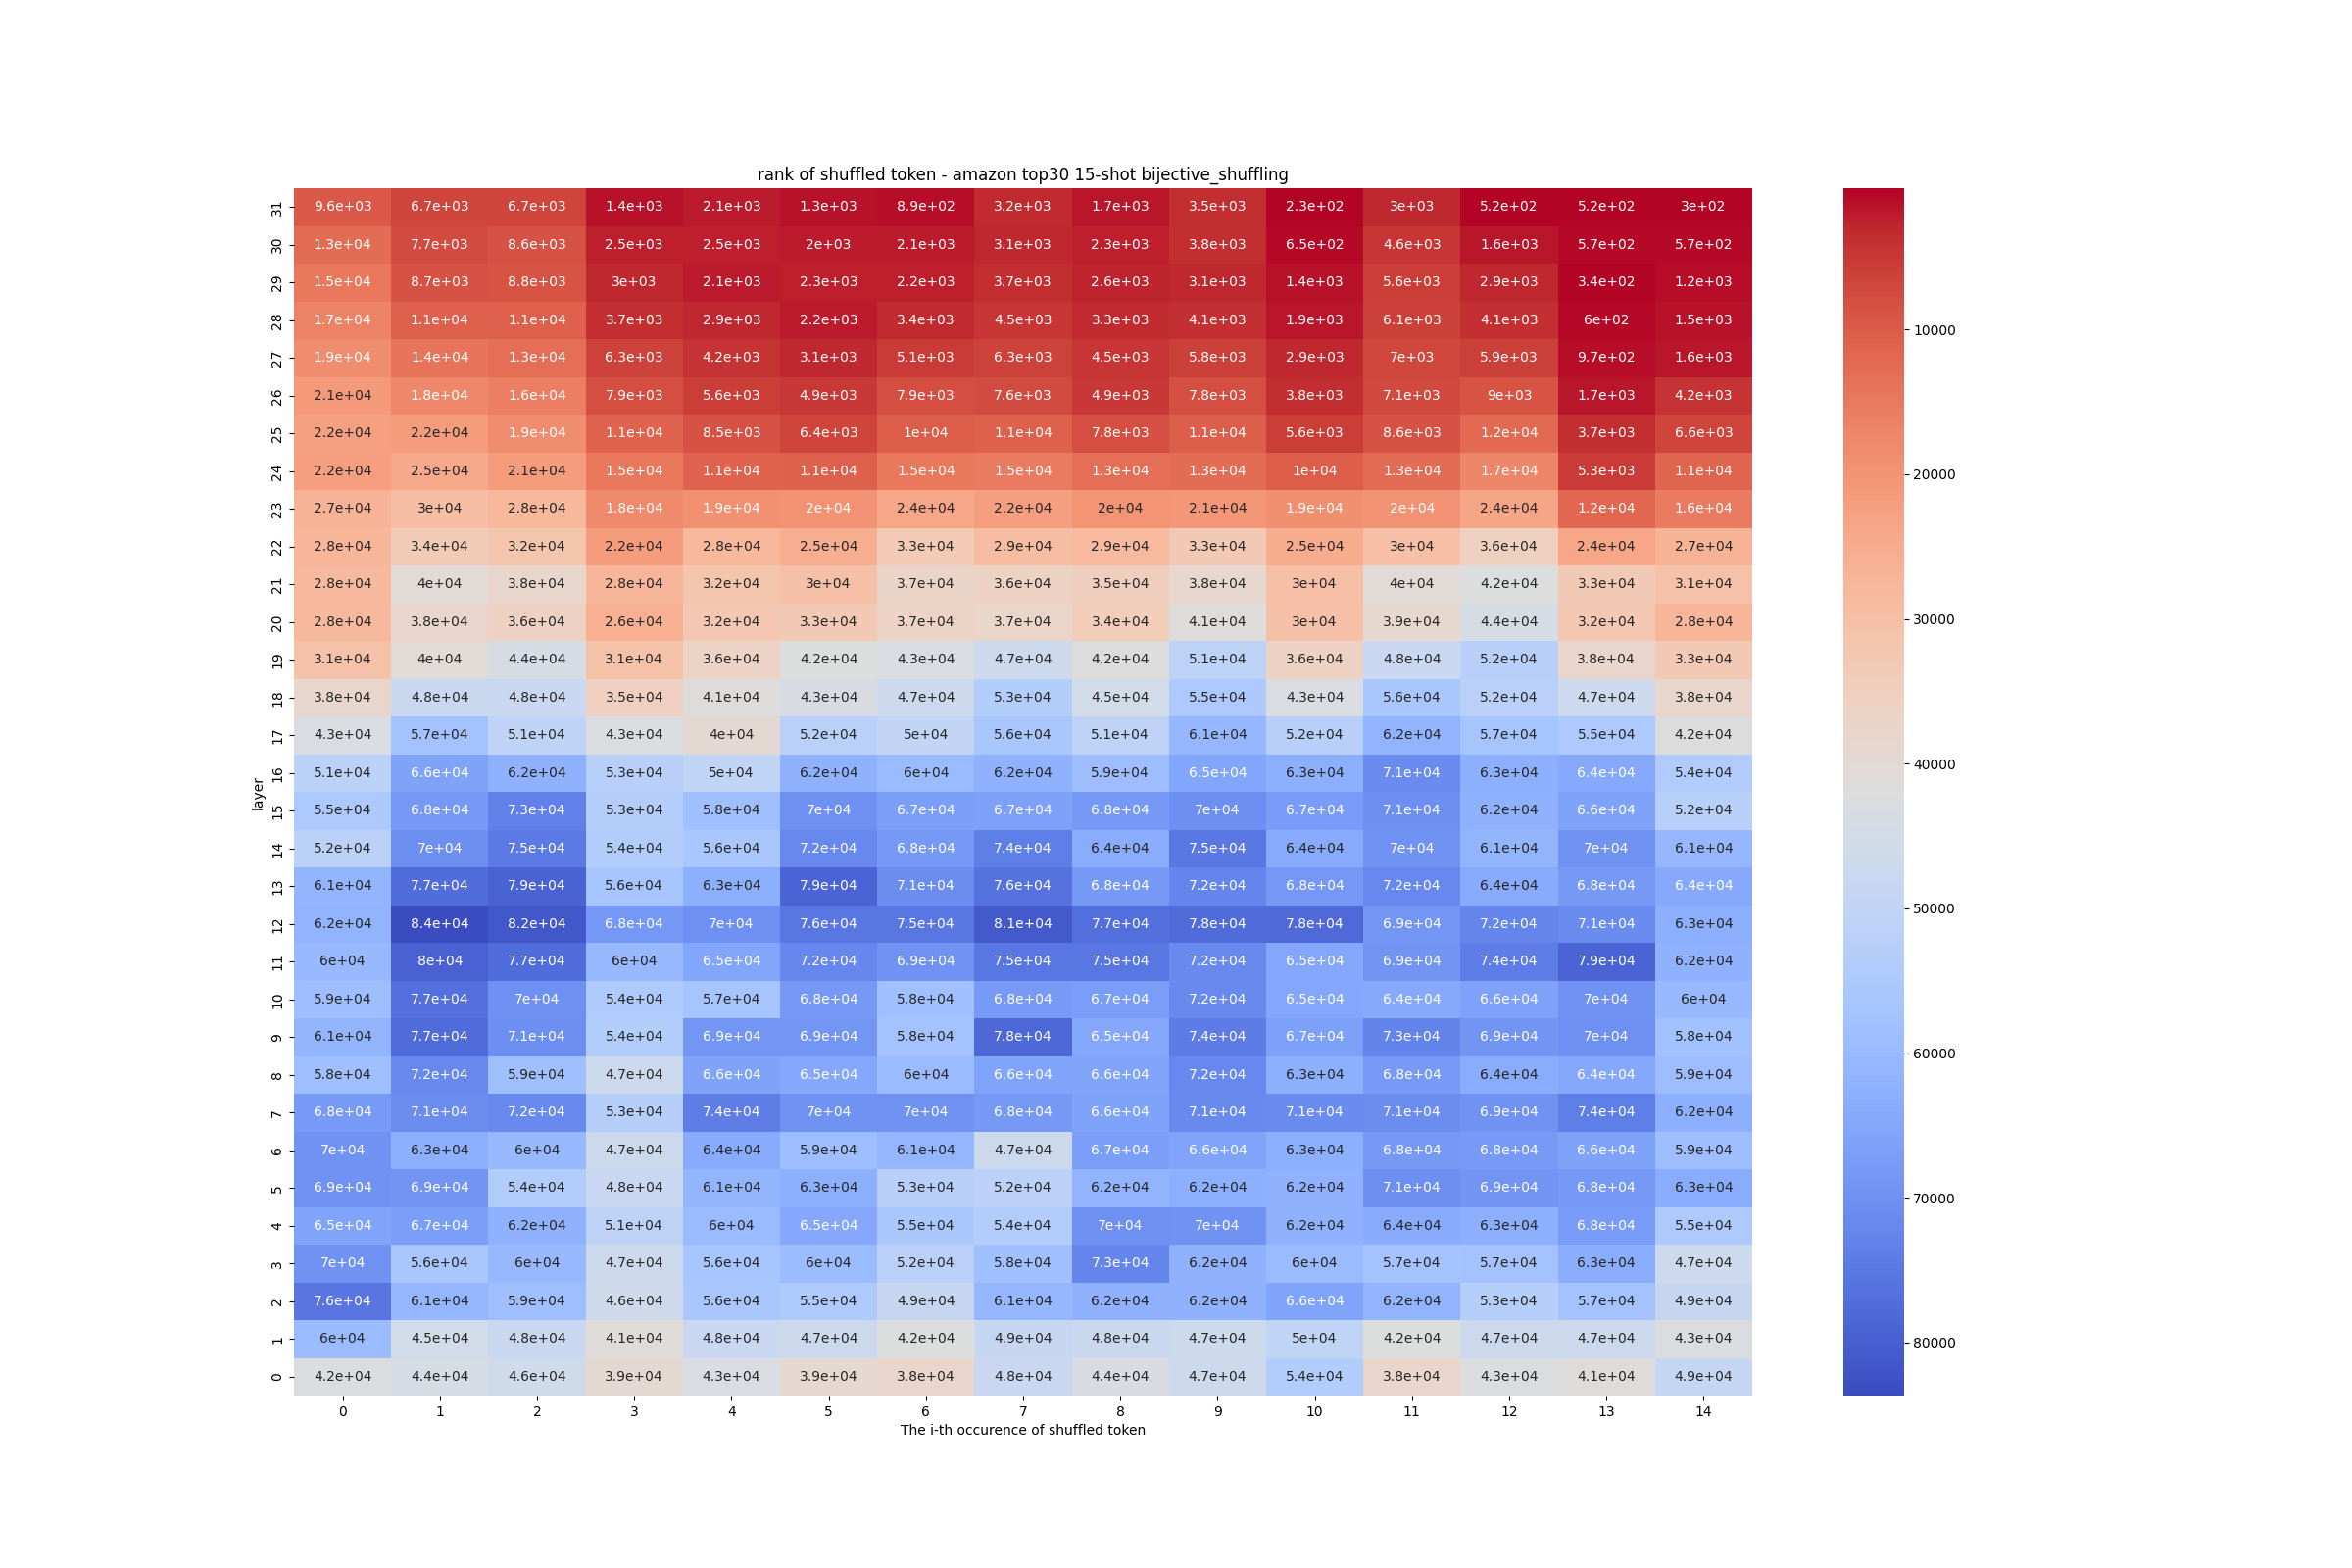 rank of shuffled token - amazon top30 15-shot bijective_shuffling
31 9.6e+03 6.7e+03 6.7e+03 1.4e+03 2.1e+03 1.3e+03 8.9e+02 3.2e+03 1.7e+03 3.5e+03 2.3e+02 3e+03 5.2e+02 5.2e+02 3e+02
30 1.3e+04 7.7e+03 8.6e+03 2.5e+03 2.5e+03 2e+03 2.1e+03 3.1e+03 2.3e+03 3.8e+03 6.5e+02 4.6e+03 1.6e+03 5.7e+02 5.7e+02
29 1.5e+04 8.7e+03 8.8e+03 3e+03 2.1e+03 2.3e+03 2.2e+03 3.7e+03 2.6e+03 3.1e+03 1.4e+03 5.6e+03 2.9e+03 3.4e+02 1.2e+03
28 1.7e+04 1.1e+04 1.1e+04 3.7e+03 2.9e+03 2.2e+03 3.4e+03 4.5e+03 3.3e+03 4.1e+03 1.9e+03 6.1e+03 4.1e+03 6e+02 1.5e+03
10000
27 1.9e+04 1.4e+04 1.3e+04 6.3e+03 4.2e+03 3.1e+03 5.1e+03 6.3e+03 4.5e+03 5.8e+03 2.9e+03 7e+03 5.9e+03 9.7e+02 1.6e+03
26 2.1e+04 1.8e+04 1.6e+04 7.9e+03 5.6e+03 4.9e+03 7.9e+03 7.6e+03 4.9e+03 7.8e+03 3.8e+03 7.1e+03 9e+03 1.7e+03 4.2e+03
25 2.2e+04 2.2e+04 1.9e+04 1.1e+04 8.5e+03 6.4e+03 1e+04 1.1e+04 7.8e+03 1.1e+04 5.6e+03 8.6e+03 1.2e+04 3.7e+03 6.6e+03
24 2.2e+04 2.5e+04 2.1e+04 1.5e+04 1.1e+04 1.1e+04 1.5e+04 1.5e+04 1.3e+04 1.3e+04 1e+04 1.3e+04 1.7e+04 5.3e+03 1.1e+04
20000
23 2.7e+04 3e+04 2.8e+04 1.8e+04 1.9e+04 2e+04 2.4e+04 2.2e+04 2e+04 2.1e+04 1.9e+04 2e+04 2.4e+04 1.2e+04 1.6e+04
22 2.8e+04 3.4e+04 3.2e+04 2.2e+04 2.8e+04 2.5e+04 3.3e+04 2.9e+04 2.9e+04 3.3e+04 2.5e+04 3e+04 3.6e+04 2.4e+04 2.7e+04
21 2.8e+04 4e+04 3.8e+04 2.8e+04 3.2e+04 3e+04 3.7e+04 3.6e+04 3.5e+04 3.8e+04 3e+04 4e+04 4.2e+04 3.3e+04 3.1e+04
20 2.8e+04 3.8e+04 3.6e+04 2.6e+04 3.2e+04 3.3e+04 3.7e+04 3.7e+04 3.4e+04 4.1e+04 3e+04 3.9e+04 4.4e+04 3.2e+04 2.8e+04
30000
19 3.1e+04 4e+04 4.4e+04 3.1e+04 3.6e+04 4.2e+04 4.3e+04 4.7e+04 4.2e+04 5.1e+04 3.6e+04 4.8e+04 5.2e+04 3.8e+04 3.3e+04
18 3.8e+04 4.8e+04 4.8e+04 3.5e+04 4.1e+04 4.3e+04 4.7e+04 5.3e+04 4.5e+04 5.5e+04 4.3e+04 5.6e+04 5.2e+04 4.7e+04 3.8e+04
17 4.3e+04 5.7e+04 5.1e+04 4.3e+04 4e+04 5.2e+04 5e+04 5.6e+04 5.1e+04 6.1e+04 5.2e+04 6.2e+04 5.7e+04 5.5e+04 4.2e+04
40000
16 5.1e+04 6.6e+04 6.2e+04 5.3e+04 5e+04 6.2e+04 6e+04 6.2e+04 5.9e+04 6.5e+04 6.3e+04 7.1e+04 6.3e+04 6.4e+04 5.4e+04
layer
15 5.5e+04 6.8e+04 7.3e+04 5.3e+04 5.8e+04 7e+04 6.7e+04 6.7e+04 6.8e+04 7e+04 6.7e+04 7.1e+04 6.2e+04 6.6e+04 5.2e+04
14 5.2e+04 7e+04 7.5e+04 5.4e+04 5.6e+04 7.2e+04 6.8e+04 7.4e+04 6.4e+04 7.5e+04 6.4e+04 7e+04 6.1e+04 7e+04 6.1e+04
13 6.1e+04 7.7e+04 7.9e+04 5.6e+04 6.3e+04 7.9e+04 7.1e+04 7.6e+04 6.8e+04 7.2e+04 6.8e+04 7.2e+04 6.4e+04 6.8e+04 6.4e+04
50000
12 6.2e+04 8.4e+04 8.2e+04 6.8e+04 7e+04 7.6e+04 7.5e+04 8.1e+04 7.7e+04 7.8e+04 7.8e+04 6.9e+04 7.2e+04 7.1e+04 6.3e+04
11 6e+04 8e+04 7.7e+04 6e+04 6.5e+04 7.2e+04 6.9e+04 7.5e+04 7.5e+04 7.2e+04 6.5e+04 6.9e+04 7.4e+04 7.9e+04 6.2e+04
10 5.9e+04 7.7e+04 7e+04 5.4e+04 5.7e+04 6.8e+04 5.8e+04 6.8e+04 6.7e+04 7.2e+04 6.5e+04 6.4e+04 6.6e+04 7e+04 6e+04
9 6.1e+04 7.7e+04 7.1e+04 5.4e+04 6.9e+04 6.9e+04 5.8e+04 7.8e+04 6.5e+04 7.4e+04 6.7e+04 7.3e+04 6.9e+04 7e+04 5.8e+04
60000
8 5.8e+04 7.2e+04 5.9e+04 4.7e+04 6.6e+04 6.5e+04 6e+04 6.6e+04 6.6e+04 7.2e+04 6.3e+04 6.8e+04 6.4e+04 6.4e+04 5.9e+04
7 6.8e+04 7.1e+04 7.2e+04 5.3e+04 7.4e+04 7e+04 7e+04 6.8e+04 6.6e+04 7.1e+04 7.1e+04 7.1e+04 6.9e+04 7.4e+04 6.2e+04
6 7e+04 6.3e+04 6e+04 4.7e+04 6.4e+04 5.9e+04 6.1e+04 4.7e+04 6.7e+04 6.6e+04 6.3e+04 6.8e+04 6.8e+04 6.6e+04 5.9e+04
5 6.9e+04 6.9e+04 5.4e+04 4.8e+04 6.1e+04 6.3e+04 5.3e+04 5.2e+04 6.2e+04 6.2e+04 6.2e+04 7.1e+04 6.9e+04 6.8e+04 6.3e+04
70000
4 6.5e+04 6.7e+04 6.2e+04 5.1e+04 6e+04 6.5e+04 5.5e+04 5.4e+04 7e+04 7e+04 6.2e+04 6.4e+04 6.3e+04 6.8e+04 5.5e+04
3 7e+04 5.6e+04 6e+04 4.7e+04 5.6e+04 6e+04 5.2e+04 5.8e+04 7.3e+04 6.2e+04 6e+04 5.7e+04 5.7e+04 6.3e+04 4.7e+04
2 7.6e+04 6.1e+04 5.9e+04 4.6e+04 5.6e+04 5.5e+04 4.9e+04 6.1e+04 6.2e+04 6.2e+04 6.6e+04 6.2e+04 5.3e+04 5.7e+04 4.9e+04
1 6e+04 4.5e+04 4.8e+04 4.1e+04 4.8e+04 4.7e+04 4.2e+04 4.9e+04 4.8e+04 4.7e+04 5e+04 4.2e+04 4.7e+04 4.7e+04 4.3e+04
80000
0 4.2e+04 4.4e+04 4.6e+04 3.9e+04 4.3e+04 3.9e+04 3.8e+04 4.8e+04 4.4e+04 4.7e+04 5.4e+04 3.8e+04 4.3e+04 4.1e+04 4.9e+04
0 1 2 3 4 5 6 7 8 9 10 11 12 13 14
The i-th occurence of shuffled token